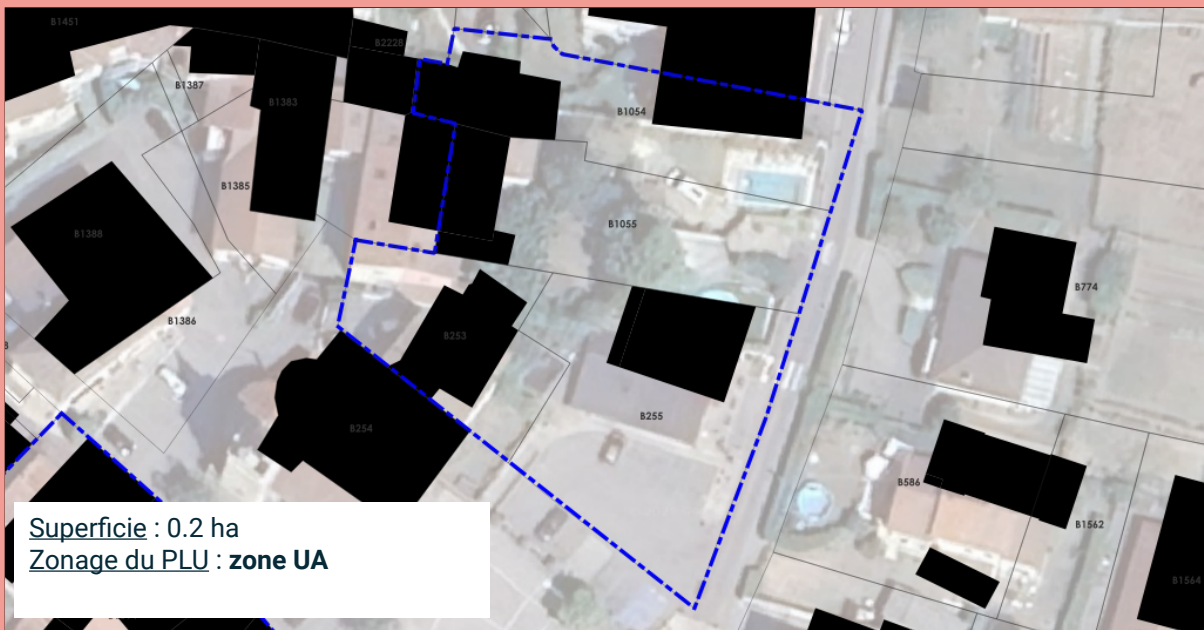 B1451
B2228
B1387
B1383
B1054
B1385
B1055
B1388
B774
B1386
B253
B255
B254
B586
B1562
B1564
Superficie : 0.2 ha
Zonage du PLU : zone UA